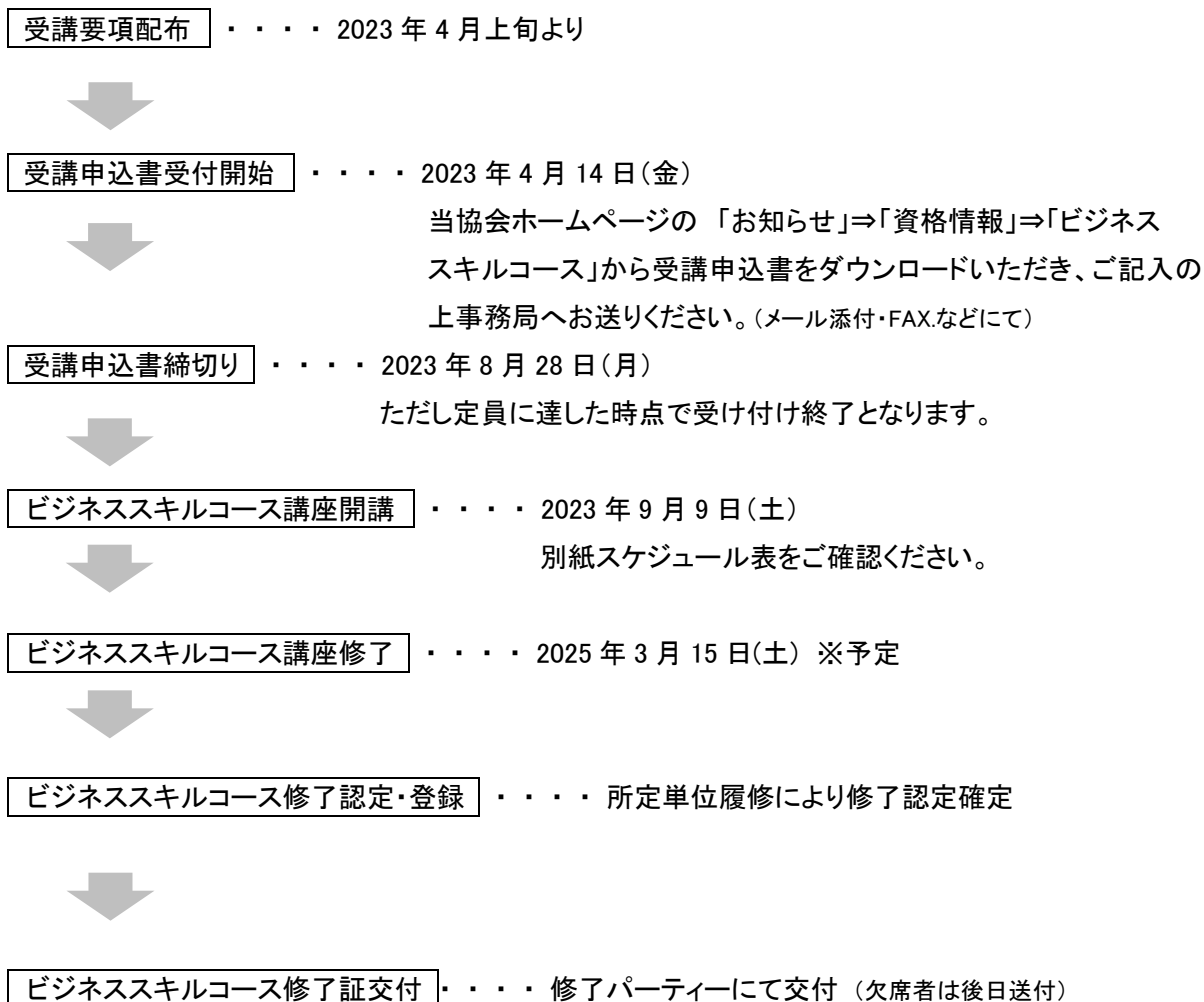 受講要項配布 ・・・・ 2023 年 4 月上旬より
受講申込書受付開始 ・・・・ 2023 年 4 月 14 日（金）
当協会ホームページの 「お知らせ」⇒「資格情報」⇒「ビジネス
スキルコース」から受講申込書をダウンロードいただき、ご記入の
上事務局へお送りください。（メール添付・FAX.などにて）
受講申込書締切り ・・・・ 2023 年 8 月 28 日（月）
ただし定員に達した時点で受け付け終了となります。
ビジネススキルコース講座開講 ・・・・ 2023 年 9 月 9 日（土）
別紙スケジュール表をご確認ください。
ビジネススキルコース講座修了 ・・・・ 2025 年 3 月 15 日(土) ※予定
ビジネススキルコース修了認定・登録 ・・・・ 所定単位履修により修了認定確定
ビジネススキルコース修了証交付 ・・・・ 修了パーティーにて交付 （欠席者は後日送付）